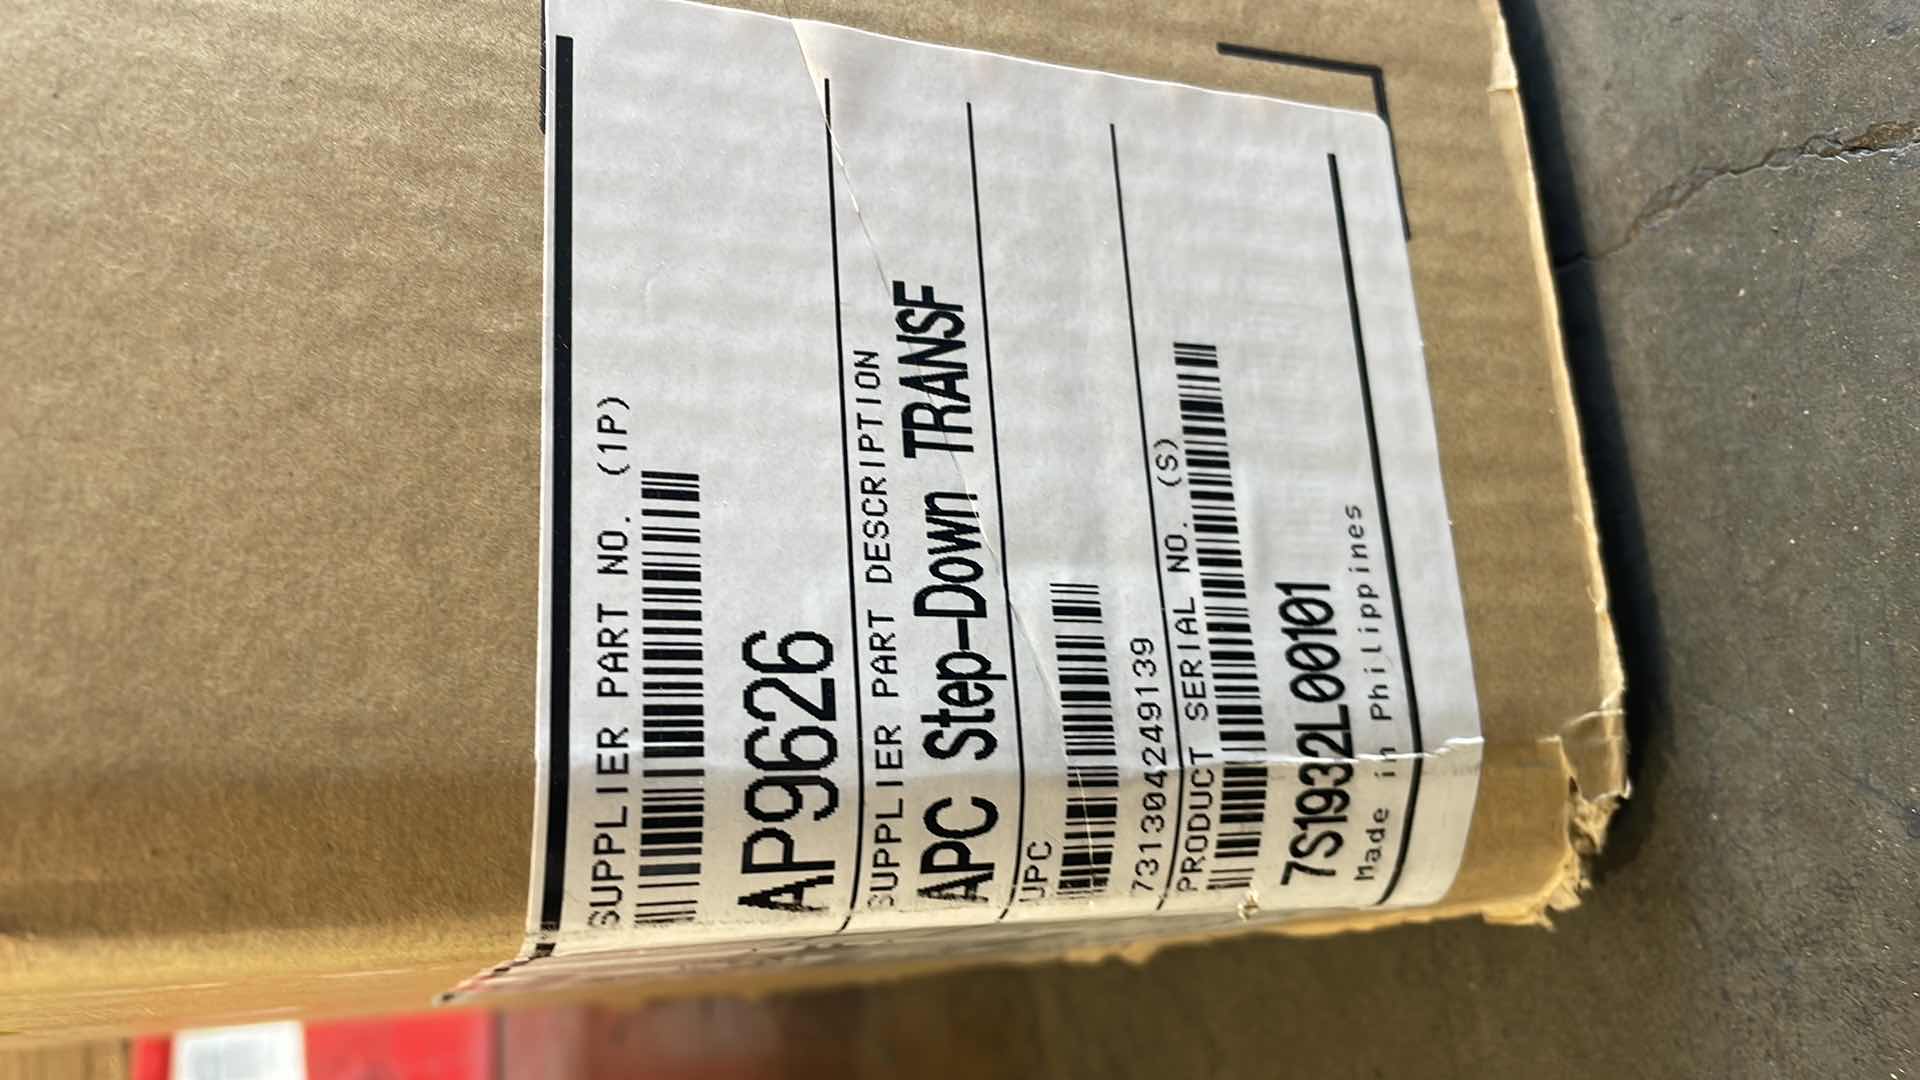 SUPPLIER PART NO. (1P)
AP9626
SUPPLIER PART DESCRIPTION
APC Step-Down TRANSF
UPC
731304249139
PRODUCT SERIAL NO. (S)
7S1932L00101
Made in Philippines